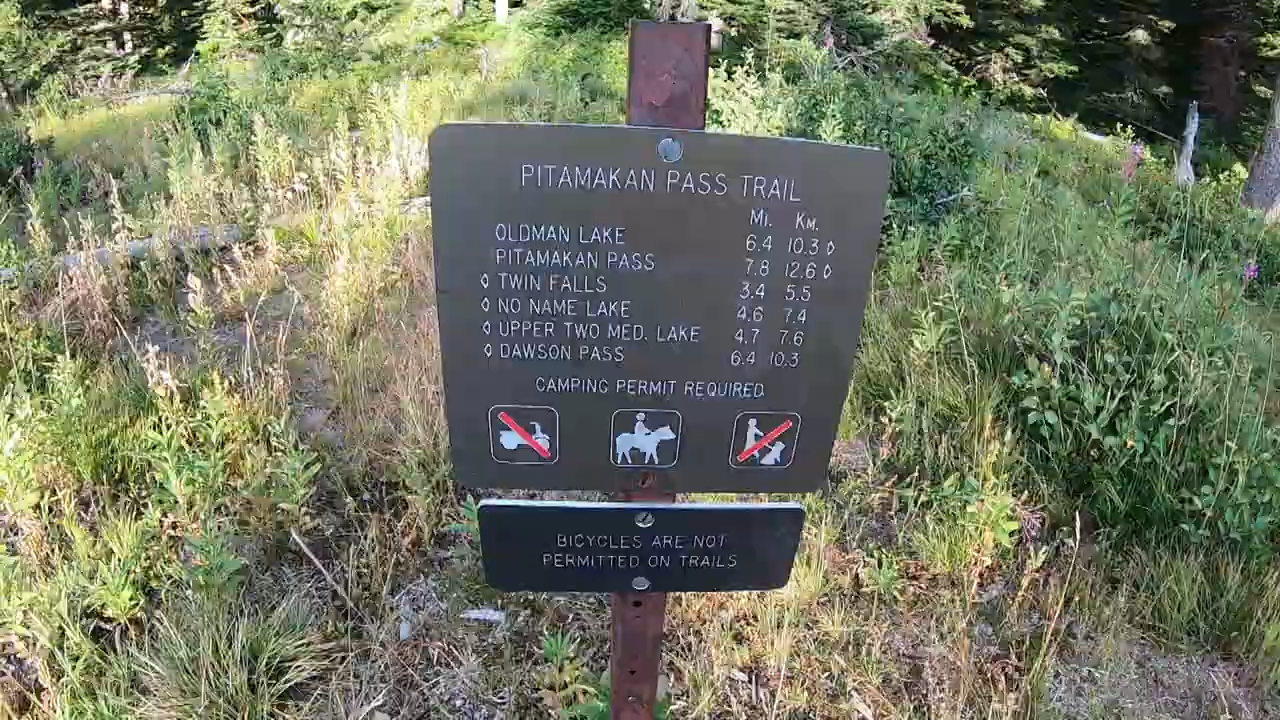 PITAMAKAN PASS TRAIL
MI. KM.
OLDMAN LAKE 6.4 10.3 ◊
PITAMAKAN PASS 7.8 12.6 ◊
◊ TWIN FALLS 3.4 5.5
◊ NO NAME LAKE 4.6 7.4
◊ UPPER TWO MED. LAKE 4.7 7.6
◊ DAWSON PASS 6.4 10.3
CAMPING PERMIT REQUIRED
BICYCLES ARE NOT
PERMITTED ON TRAILS